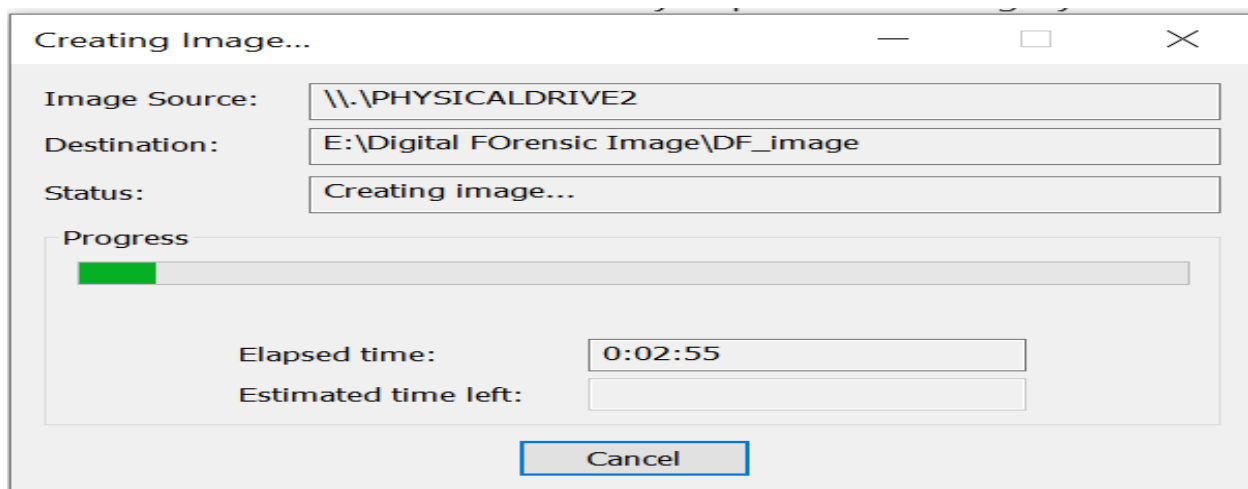 Creating Image...
Image Source: \\.\PHYSICALDRIVE2
Destination: E:\Digital FOrensic Image\DF_image
Status: Creating image...
Progress
Elapsed time: 0:02:55
Estimated time left:
Cancel